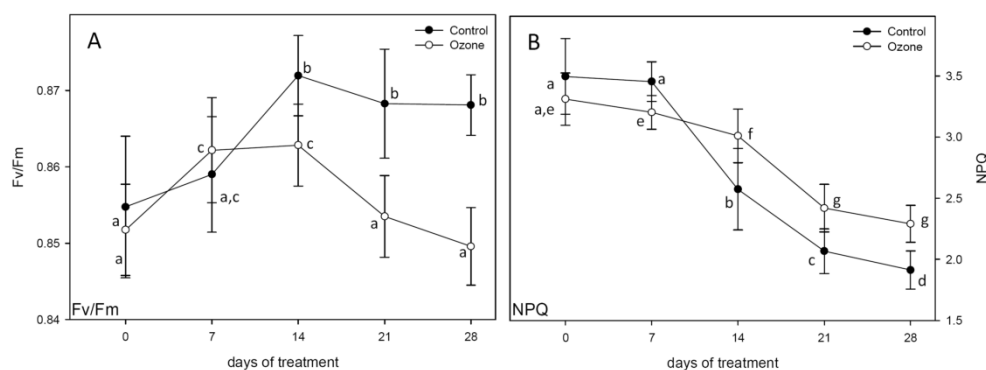 A
Control
Ozone
Fv/Fm
0.87
0.86
0.85
0.84
a
a
c
a,c
b
c
b
a
b
a
Fv/Fm
0
7
14
21
28
days of treatment
B
Control
Ozone
a
a,e
a
e
f
b
g
c
g
d
NPQ
3.5
3.0
2.5
2.0
1.5
NPQ
0
7
14
21
28
days of treatment